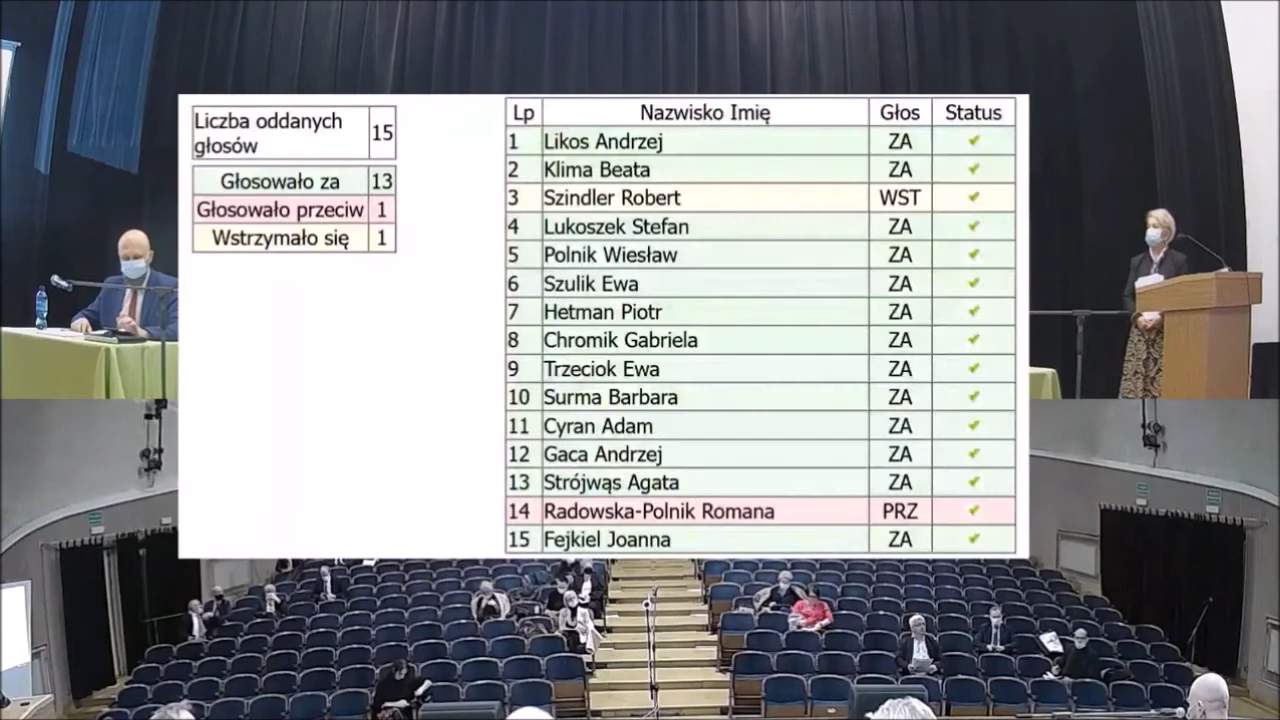 Liczba oddanych głosów 15
Głosowało za 13
Głosowało przeciw 1
Wstrzymało się 1
Lp Nazwisko Imię Głos Status
1 Likos Andrzej ZA
2 Klima Beata ZA
3 Szindler Robert WST
4 Lukoszek Stefan ZA
5 Polnik Wiesław ZA
6 Szulik Ewa ZA
7 Hetman Piotr ZA
8 Chromik Gabriela ZA
9 Trzeciok Ewa ZA
10 Surma Barbara ZA
11 Cyran Adam ZA
12 Gaca Andrzej ZA
13 Strójwąs Agata ZA
14 Radowska-Polnik Romana PRZ
15 Fejkiel Joanna ZA